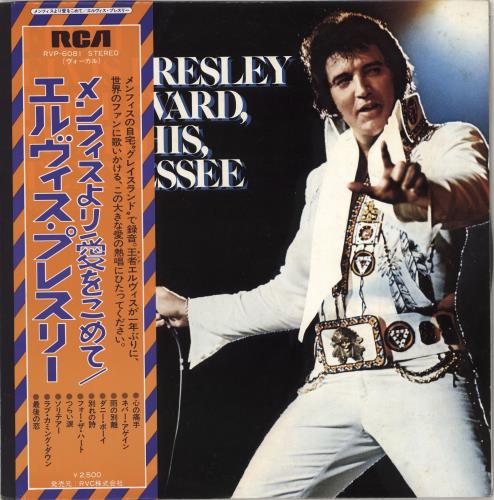 メンフィスより愛をこめて/エルヴィス・プレスリー
RCA
RVP-6081 STEREO
(ヴォーカル)
メンフィスの自宅“グレイスランド”で録音。王者エルヴィスが一年ぶりに、
世界のファンに歌いかける、この大きな愛の熱唱にひたってください。
メンフィスより愛をこめて/
エルヴィス・プレスリー
●心の痛手
●ネバー・アゲイン
●雨の別離
●ダニー・ボーイ
●別れの詩
●フォー・ザ・ハート
●つらい涙
●ソリテアー
●ラブ・カミング・ダウン
●最後の恋
¥2,500
発売元:RVC株式会社
RESLEY
VARD,
HIS,
SSEE